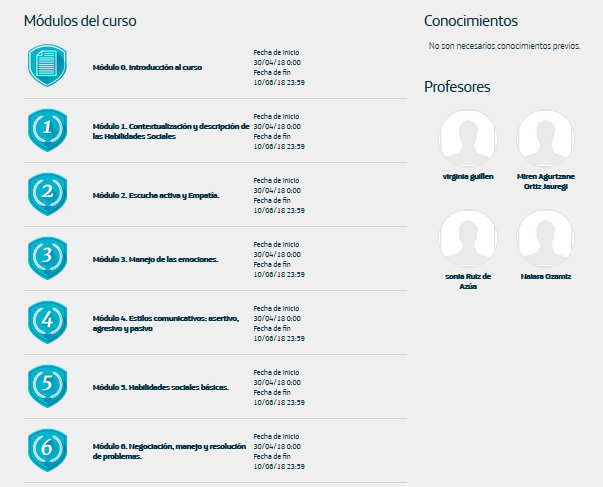 Módulos del curso
Módulo 0. Introducción al curso
Fecha de inicio
30/04/18 0:00
Fecha de fin
10/06/18 23:59
1
Módulo 1. Contextualización y descripción de
las Habilidades Sociales
Fecha de inicio
30/04/18 0:00
Fecha de fin
10/06/18 23:59
2
Módulo 2. Escucha activa y Empatía.
Fecha de inicio
30/04/18 0:00
Fecha de fin
10/06/18 23:59
3
Módulo 3. Manejo de las emociones.
Fecha de inicio
30/04/18 0:00
Fecha de fin
10/06/18 23:59
4
Módulo 4. Estilos comunicativos: asertivo,
agresivo y pasivo
Fecha de inicio
30/04/18 0:00
Fecha de fin
10/06/18 23:59
5
Módulo 5. Habilidades sociales básicas.
Fecha de inicio
30/04/18 0:00
Fecha de fin
10/06/18 23:59
6
Módulo 6. Negociación, manejo y resolución
de problemas.
Fecha de inicio
30/04/18 0:00
Fecha de fin
10/06/18 23:59
Conocimientos
No son necesarios conocimientos previos.
Profesores
virginia guillen
Miren Agurtzane
Ortiz Jauregi
sonia Ruiz de
Azúa
Naiara Ozamiz